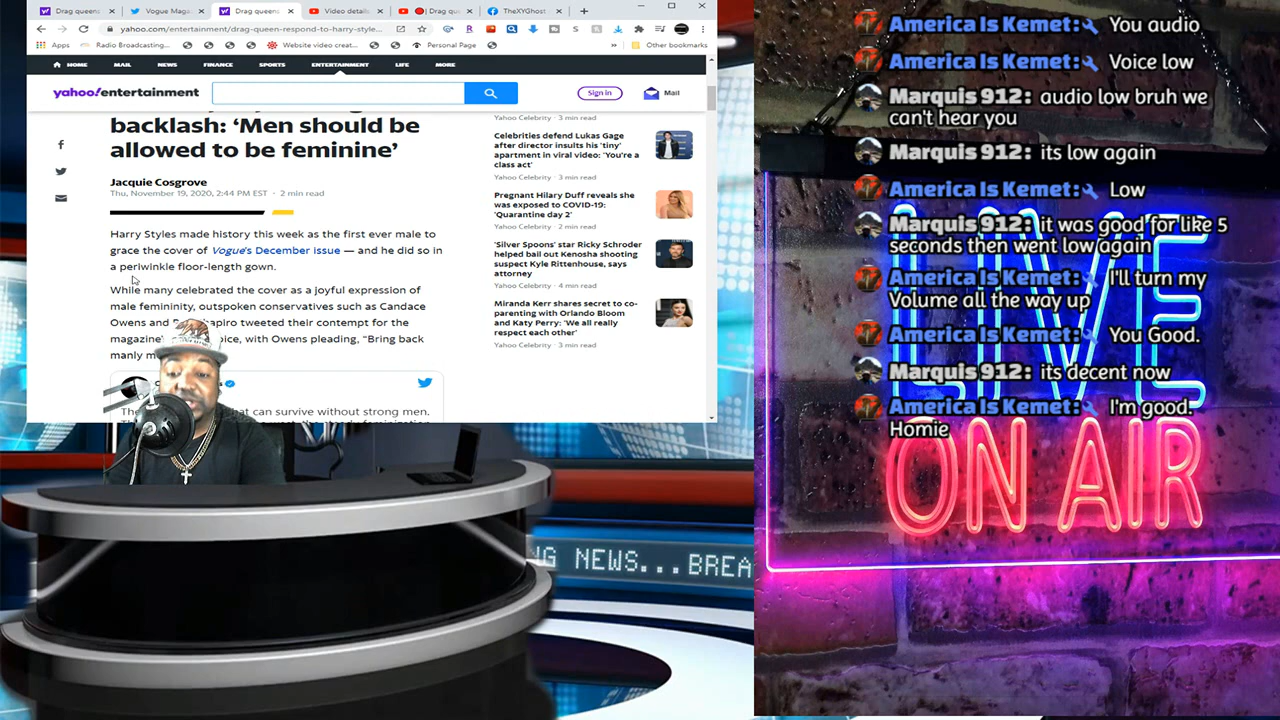 Drag queens
Vogue Maga
Drag queens
Video details
Drag qu
TheXYGhost
yahoo.com/entertainment/drag-queen-respond-to-harry-style...
Apps
Radio Broadcasting...
Website video creat...
Personal Page
Other bookmarks
HOME
MAIL
NEWS
FINANCE
SPORTS
ENTERTAINMENT
LIFE
MORE
yahoo!entertainment
Sign in
Mail
backlash: ‘Men should be
allowed to be feminine’
Jacquie Cosgrove
Thu, November 19, 2020, 2:44 PM EST · 2 min read
Harry Styles made history this week as the first ever male to
grace the cover of Vogue's December issue — and he did so in
a periwinkle floor-length gown.
While many celebrated the cover as a joyful expression of
male femininity, outspoken conservatives such as Candace
Owens and apiro tweeted their contempt for the
magazine oice, with Owens pleading, "Bring back
manly m
hat can survive without strong men.
Yahoo Celebrity · 3 min read
Celebrities defend Lukas Gage
after director insults his 'tiny'
apartment in viral video: 'You're a
class act'
Yahoo Celebrity · 3 min read
Pregnant Hilary Duff reveals she
was exposed to COVID-19:
'Quarantine day 2'
Yahoo Celebrity · 2 min read
'Silver Spoons' star Ricky Schroder
helped bail out Kenosha shooting
suspect Kyle Rittenhouse, says
attorney
Yahoo Celebrity · 4 min read
Miranda Kerr shares secret to co-
parenting with Orlando Bloom
and Katy Perry: 'We all really
respect each other'
Yahoo Celebrity · 3 min read
NG NEWS...BREA
America Is Kemet: You audio
America Is Kemet: Voice low
Marquis 912: audio low bruh we
can't hear you
Marquis 912: its low again
America Is Kemet: Low
Marquis 912: it was good for like 5
seconds then went low again
America Is Kemet: I'll turn my
Volume all the way up
America Is Kemet: You Good.
Marquis 912: its decent now
America Is Kemet: I'm good.
Homie
LIVE
ON AIR